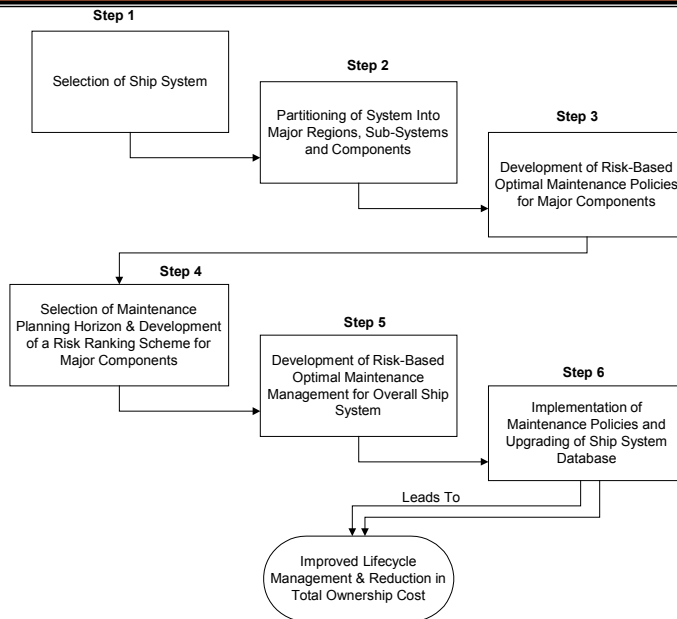 Step 1
Selection of Ship System
Step 2
Partitioning of System Into
Major Regions, Sub-Systems
and Components
Step 3
Development of Risk-Based
Optimal Maintenance Policies
for Major Components
Step 4
Selection of Maintenance
Planning Horizon & Development
of a Risk Ranking Scheme for
Major Components
Step 5
Development of Risk-Based
Optimal Maintenance
Management for Overall Ship
System
Step 6
Implementation of
Maintenance Policies and
Upgrading of Ship System
Database
Leads To
Improved Lifecycle
Management & Reduction in
Total Ownership Cost